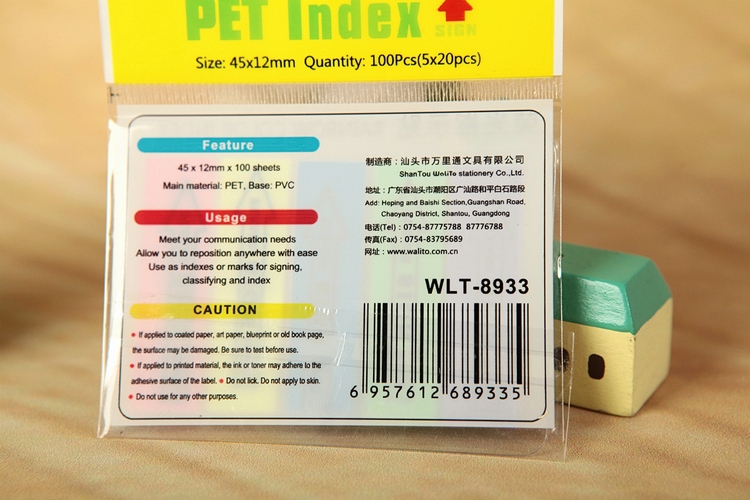 PET Index
SIGN
Size: 45x12mm Quantity: 100Pcs(5x20pcs)
Feature
45 x 12mm x 100 sheets
Main material: PET, Base: PVC
Usage
Meet your communication needs
Allow you to reposition anywhere with ease
Use as indexes or marks for signing,
classifying and index
CAUTION
• If applied to coated paper, art paper, blueprint or old book page,
the surface may be damaged. Be sure to test before use.
• If applied to printed material, the ink or toner may adhere to the
adhesive surface of the label. • Do not lick. Do not apply to skin.
• Do not use for any other purposes.
制造商：汕头市万里通文具有限公司
ShanTou WaliTo stationery Co.,Ltd.
地址：广东省汕头市潮阳区广汕路和平白石路段
Add: Heping and Baishi Section,Guangshan Road,
Chaoyang District, Shantou, Guangdong
电话(Tel)：0754-87775788 87776788
传真(Fax)：0754-83795689
网址：www.walito.com.cn
WLT-8933
6 957612 689335